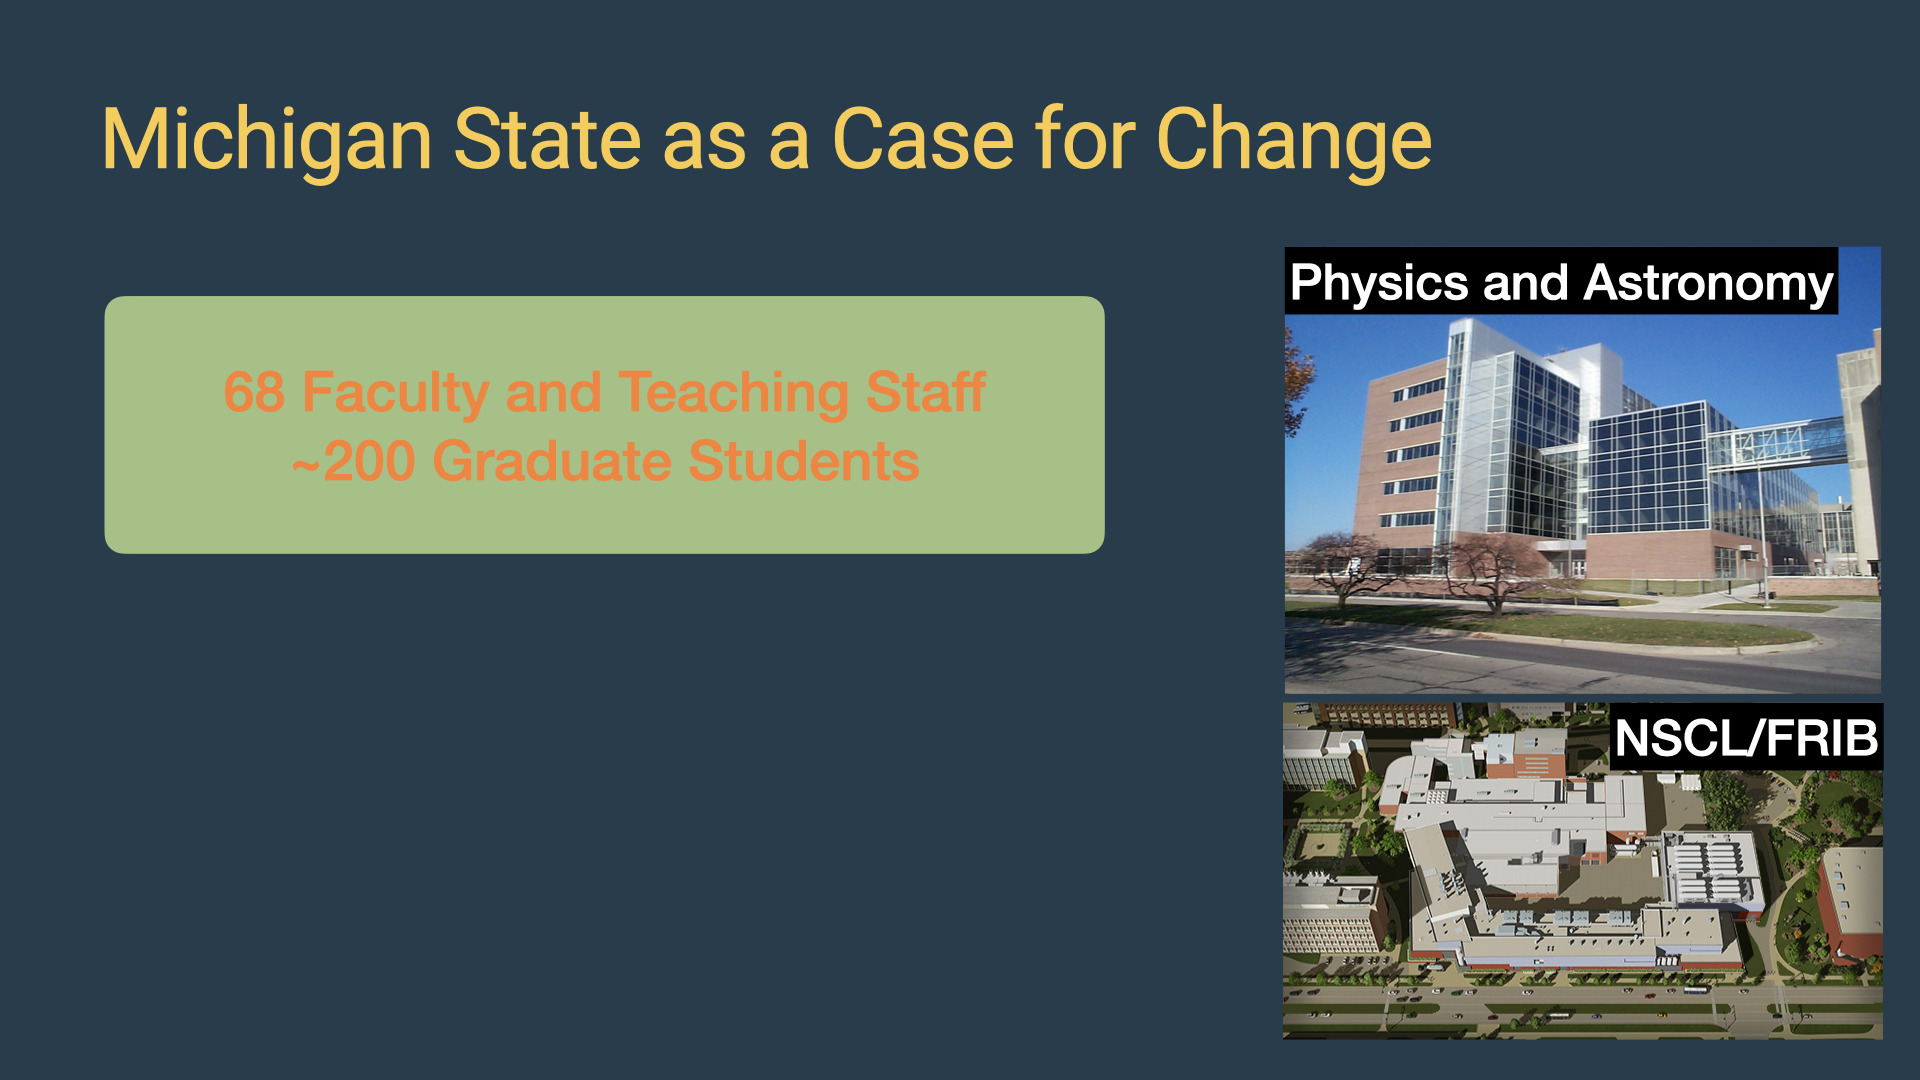 Michigan State as a Case for Change
68 Faculty and Teaching Staff
~200 Graduate Students
Physics and Astronomy
NSCL/FRIB